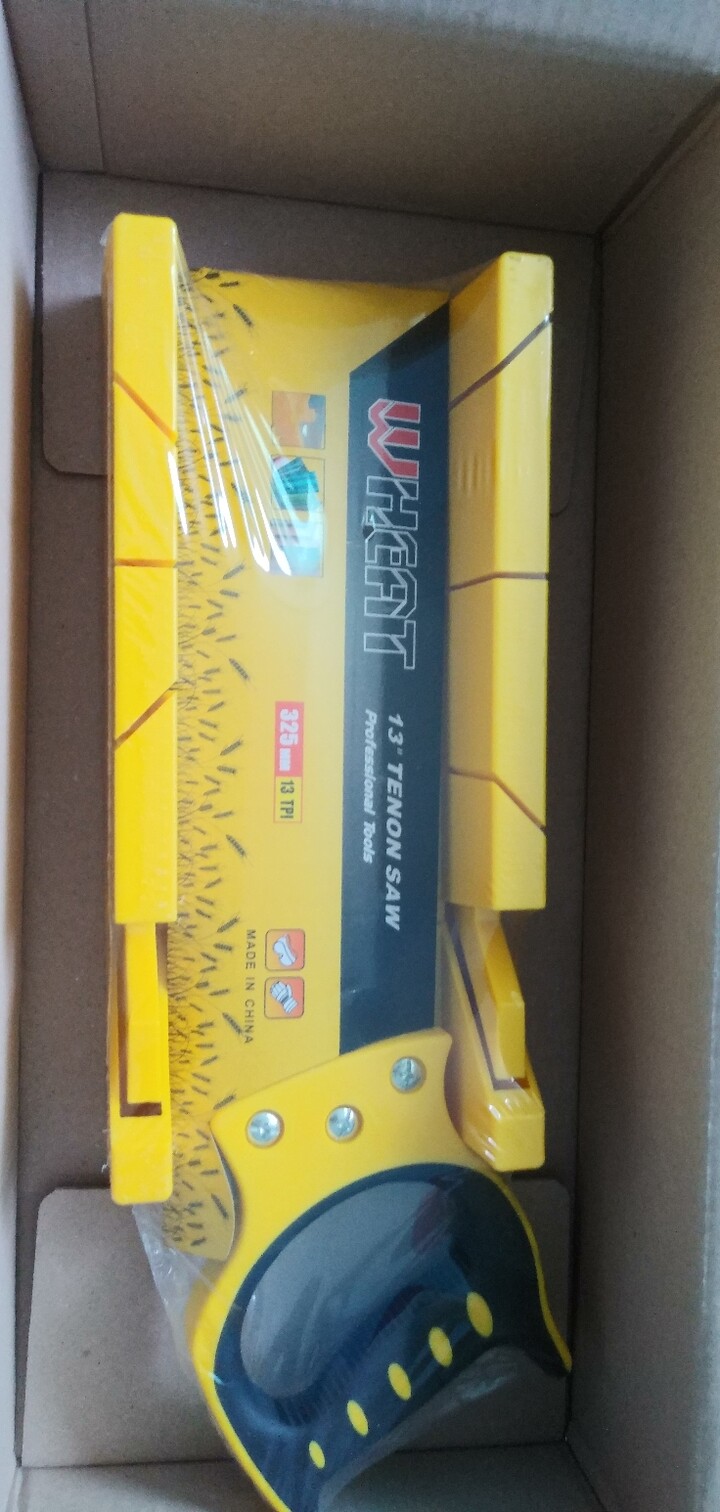 WHEAT
13" TENON SAW
Professional Tools
325 mm 13 TPI
MADE IN CHINA